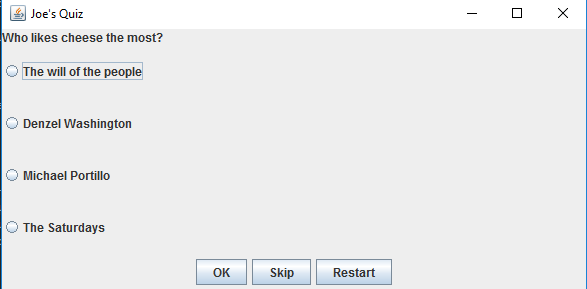 Joe's Quiz
Who likes cheese the most?
The will of the people
Denzel Washington
Michael Portillo
The Saturdays
OK Skip Restart